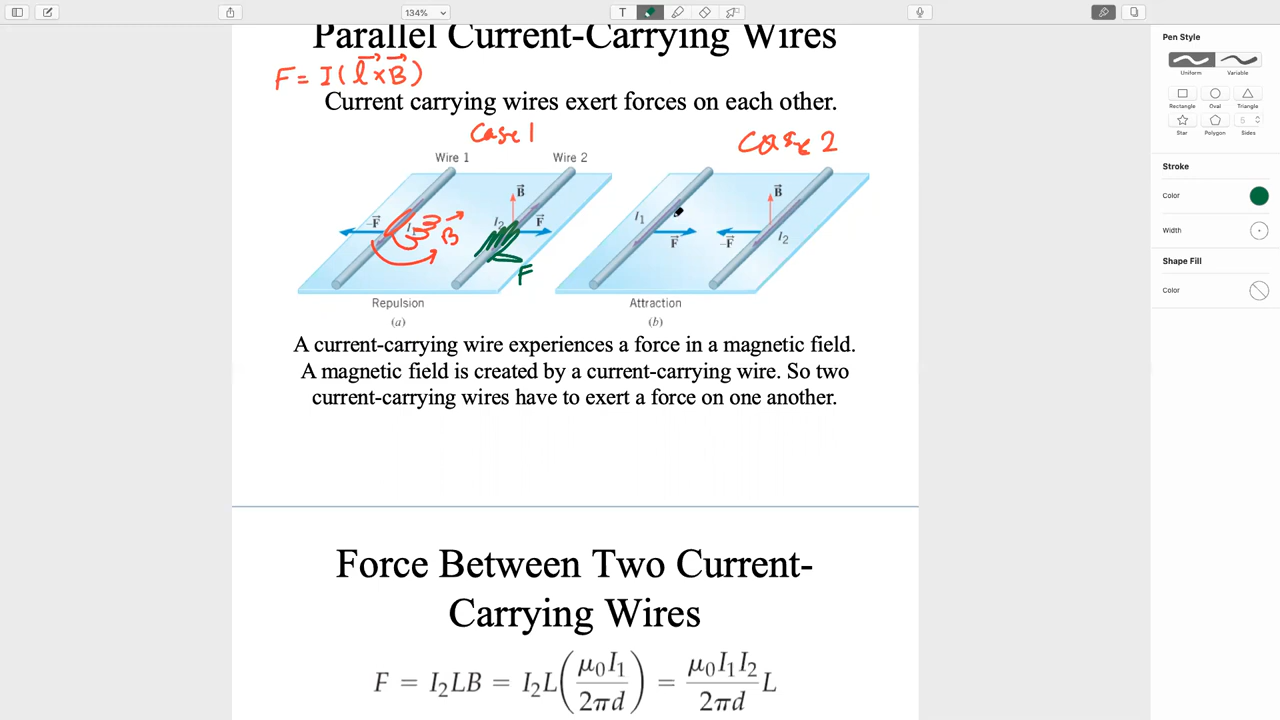 134%
T
Parallel Current-Carrying Wires
F = I ( l × B )
Current carrying wires exert forces on each other.
Case 1
Case 2
Wire 1
Wire 2
B
I2
F
−F
I1
B
F
Repulsion
(a)
I1
F
B
−F
I2
Attraction
(b)
A current-carrying wire experiences a force in a magnetic field.
A magnetic field is created by a current-carrying wire. So two
current-carrying wires have to exert a force on one another.
Force Between Two Current-
Carrying Wires
F = I₂LB = I₂L(μ₀I₁/2πd) = μ₀I₁I₂/2πd L
Pen Style
Uniform
Variable
Rectangle
Oval
Triangle
Star
Polygon
5
Sides
Stroke
Color
Width
Shape Fill
Color